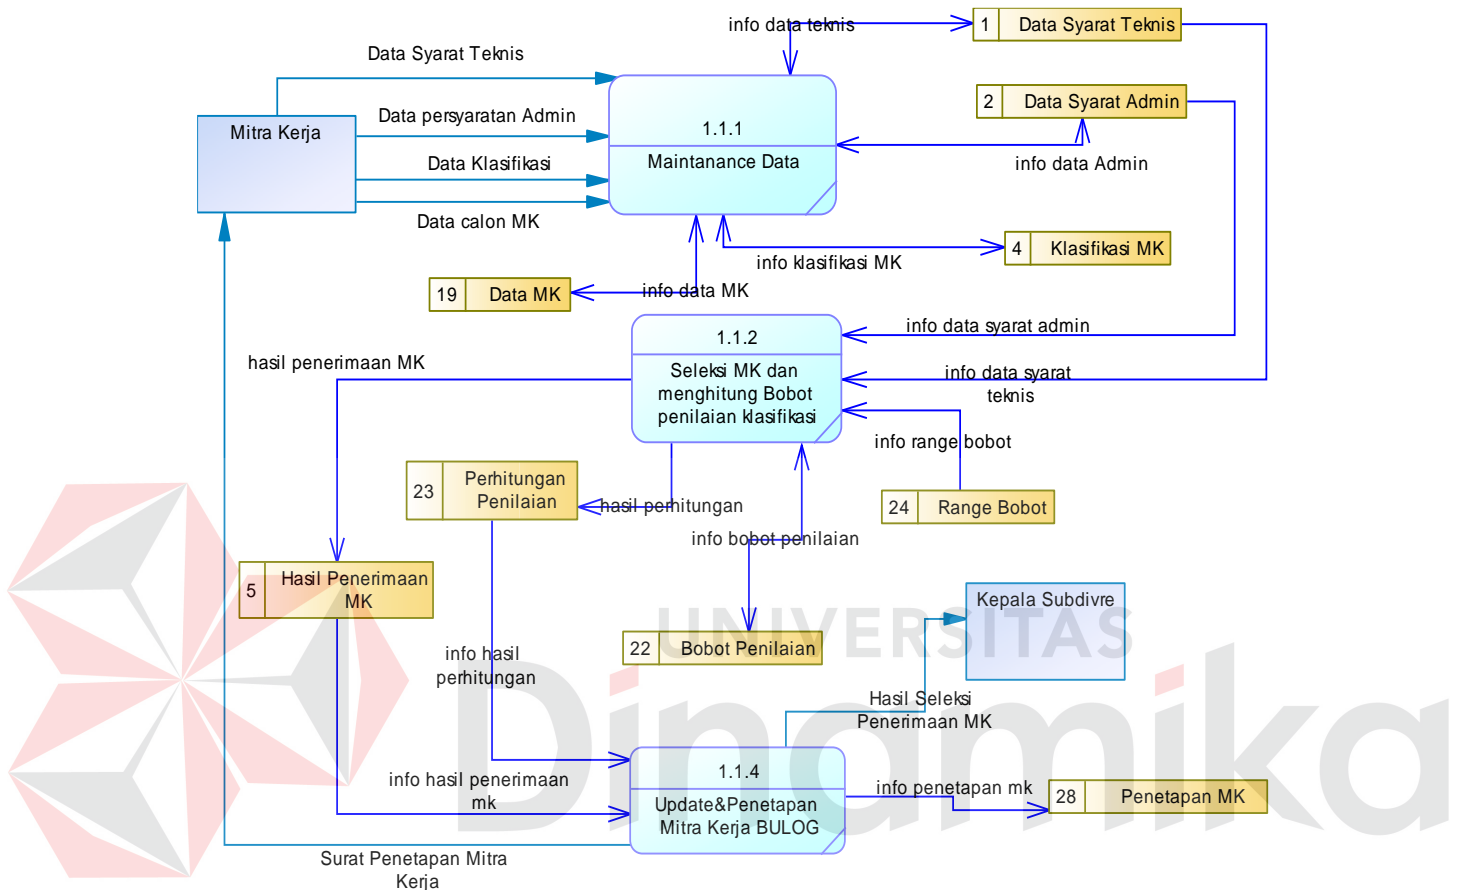 info data teknis
1 Data Syarat Teknis
Data Syarat Teknis
2 Data Syarat Admin
Mitra Kerja
Data persyaratan Admin
1.1.1
Maintanance Data
info data Admin
Data Klasifikasi
Data calon MK
info klasifikasi MK
4 Klasifikasi MK
19 Data MK
info data MK
info data syarat admin
1.1.2
Seleksi MK dan
menghitung Bobot
penilaian klasifikasi
hasil penerimaan MK
info data syarat
teknis
info range bobot
23 Perhitungan
Penilaian
hasil perhitungan
24 Range Bobot
info bobot penilaian
5 Hasil Penerimaan
MK
Kepala Subdivre
UNIVERSITAS
Dinamika
22 Bobot Penilaian
info hasil
perhitungan
Hasil Seleksi
Penerimaan MK
info hasil penerimaan
mk
1.1.4
Update&Penetapan
Mitra Kerja BULOG
info penetapan mk
28 Penetapan MK
Surat Penetapan Mitra
Kerja